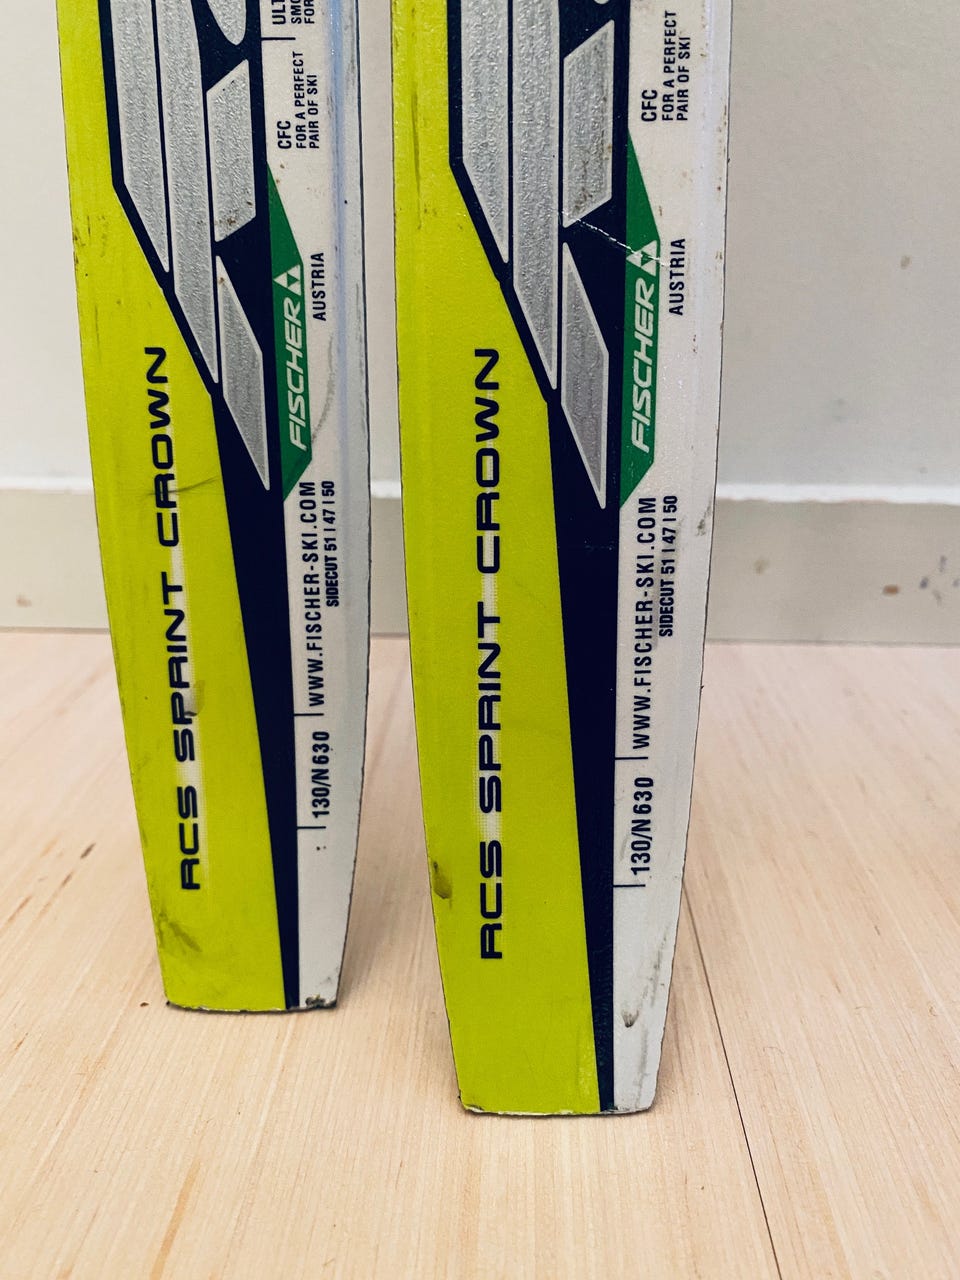 CFC
FOR A PERFECT
PAIR OF SKI
FISCHER
AUSTRIA
RCS SPRINT CROWN
WWW.FISCHER-SKI.COM
SIDECUT 51 | 47 | 50
130/N630
CFC
FOR A PERFECT
PAIR OF SKI
FISCHER
AUSTRIA
RCS SPRINT CROWN
WWW.FISCHER-SKI.COM
SIDECUT 51 | 47 | 50
130/N630